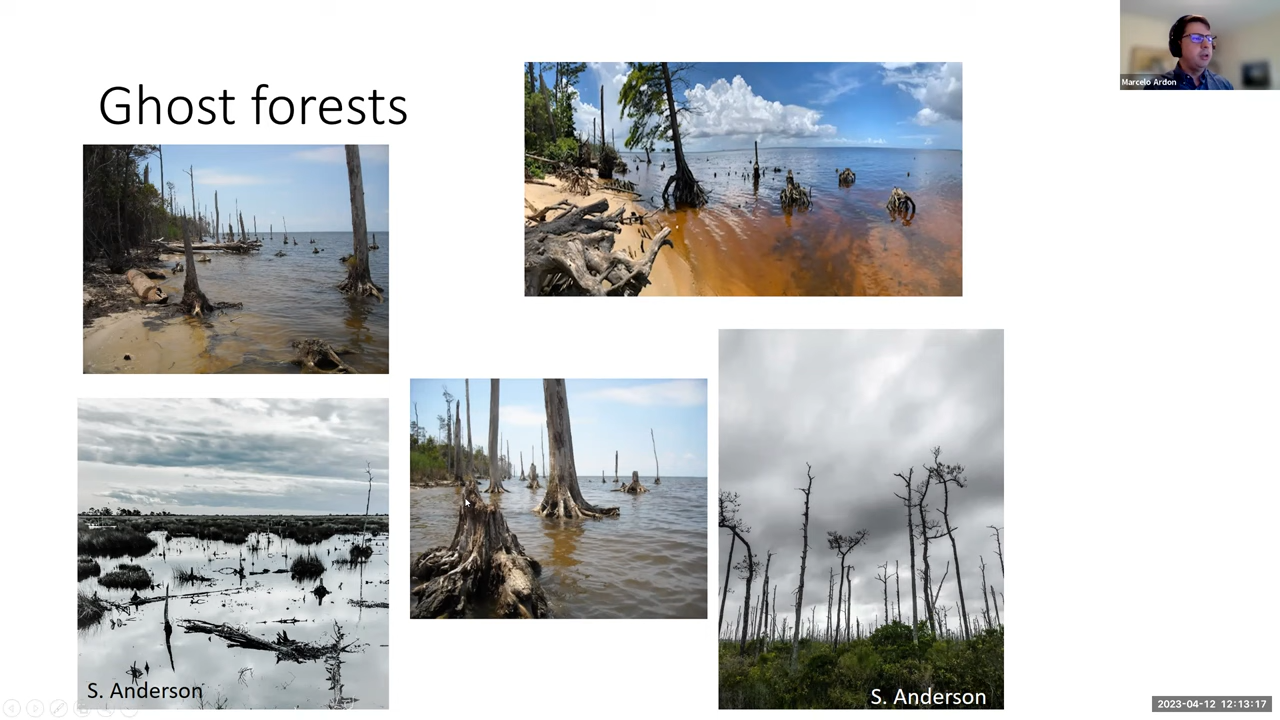 Ghost forests
Marcelo Ardon
S. Anderson
S. Anderson
2023-04-12 12:13:17